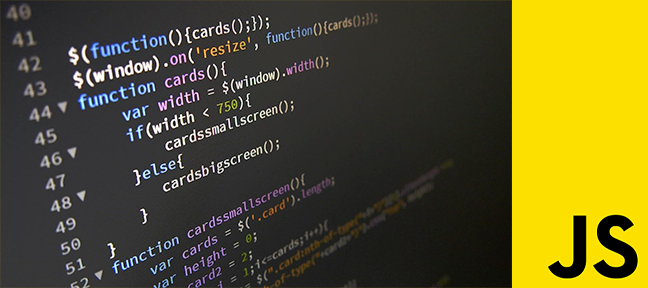 40
41
42 $(function(){cards();});
43 $(window).on('resize', function(){cards();});
44 function cards(){
45 var width = $(window).width();
46 if(width < 750){
47 cardssmallscreen();
48 }else{
49 cardsbigscreen();
50 }
51 }
52 function cardssmallscreen(){
var cards = $('.card').length;
var height = 0;
card2 = 2;
i = 1;i<=cards;i++){
JS